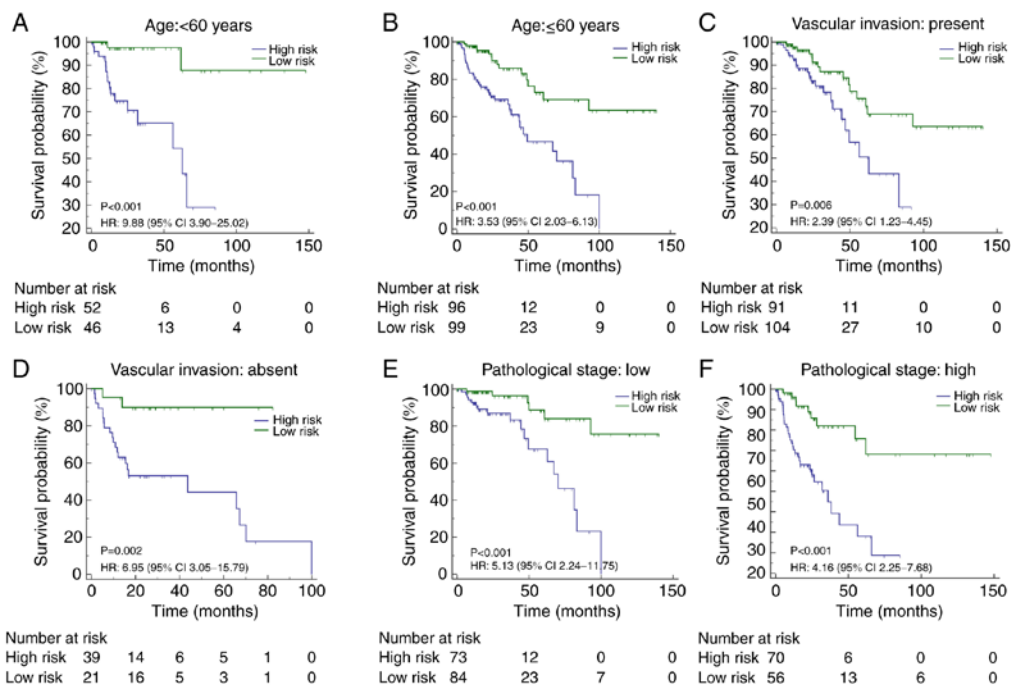 A
Age:<60 years
Survival probability (%)
100
90
80
70
60
50
40
30
20
High risk
Low risk
P<0.001
HR: 9.88 (95% CI 3.90–25.02)
0 50 100 150
Time (months)
Number at risk
High risk 52 6 0 0
Low risk 46 13 4 0
B
Age:≤60 years
Survival probability (%)
100
80
60
40
20
0
High risk
Low risk
P<0.001
HR: 3.53 (95% CI 2.03–6.13)
0 50 100 150
Time (months)
Number at risk
High risk 96 12 0 0
Low risk 99 23 9 0
C
Vascular invasion: present
Survival probability (%)
100
90
80
70
60
50
40
30
20
High risk
Low risk
P=0.006
HR: 2.39 (95% CI 1.23–4.45)
0 50 100 150
Time (months)
Number at risk
High risk 91 11 0 0
Low risk 104 27 10 0
D
Vascular invasion: absent
Survival probability (%)
100
80
60
40
20
0
High risk
Low risk
P=0.002
HR: 6.95 (95% CI 3.05–15.79)
0 20 40 60 80 100
Time (months)
Number at risk
High risk 39 14 6 5 1 0
Low risk 21 16 5 3 1 0
E
Pathological stage: low
Survival probability (%)
100
80
60
40
20
0
High risk
Low risk
P<0.001
HR: 5.13 (95% CI 2.24–11.75)
0 50 100 150
Time (months)
Number at risk
High risk 73 12 0 0
Low risk 84 23 7 0
F
Pathological stage: high
Survival probability (%)
100
90
80
70
60
50
40
30
20
High risk
Low risk
P<0.001
HR: 4.16 (95% CI 2.25–7.68)
0 50 100 150
Time (months)
Number at risk
High risk 70 6 0 0
Low risk 56 13 6 0